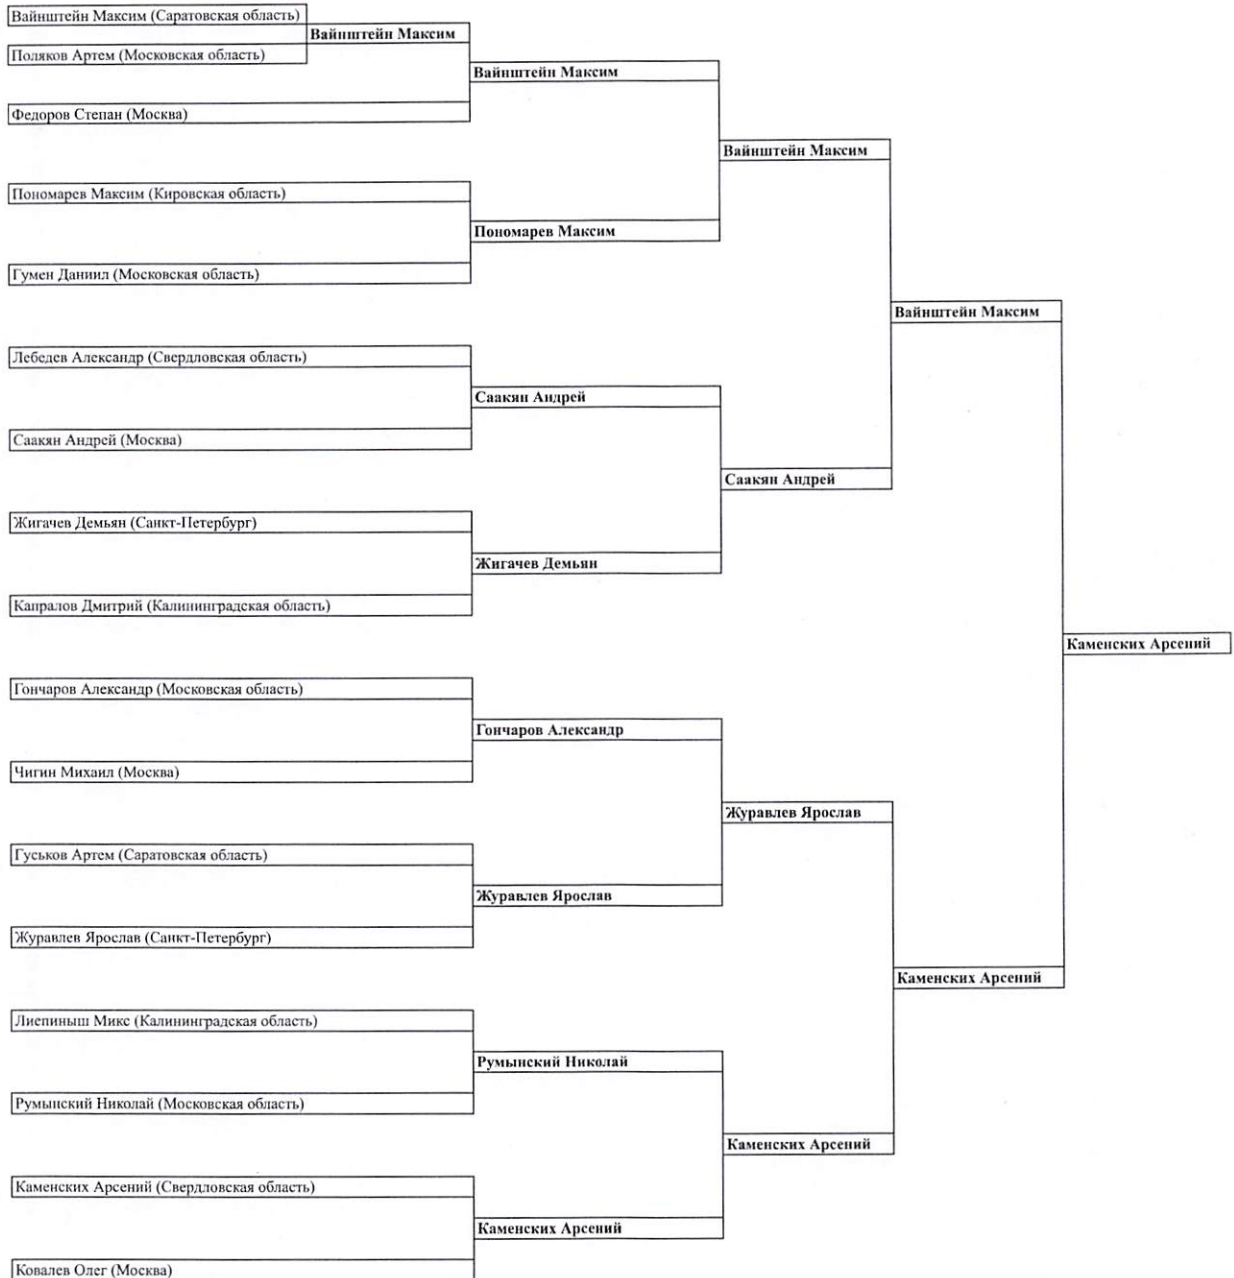 Вайнштейн Максим (Саратовская область)
Вайнштейн Максим
Поляков Артем (Московская область)
Вайнштейн Максим
Федоров Степан (Москва)
Вайнштейн Максим
Пономарев Максим (Кировская область)
Пономарев Максим
Гумен Даниил (Московская область)
Вайнштейн Максим
Лебедев Александр (Свердловская область)
Саакян Андрей
Саакян Андрей (Москва)
Саакян Андрей
Жигачев Демьян (Санкт-Петербург)
Жигачев Демьян
Капралов Дмитрий (Калининградская область)
Каменских Арсений
Гончаров Александр (Московская область)
Гончаров Александр
Чигин Михаил (Москва)
Журавлев Ярослав
Гуськов Артем (Саратовская область)
Журавлев Ярослав
Журавлев Ярослав (Санкт-Петербург)
Каменских Арсений
Лиепиныш Микс (Калининградская область)
Румынский Николай
Румынский Николай (Московская область)
Каменских Арсений
Каменских Арсений (Свердловская область)
Каменских Арсений
Ковалев Олег (Москва)